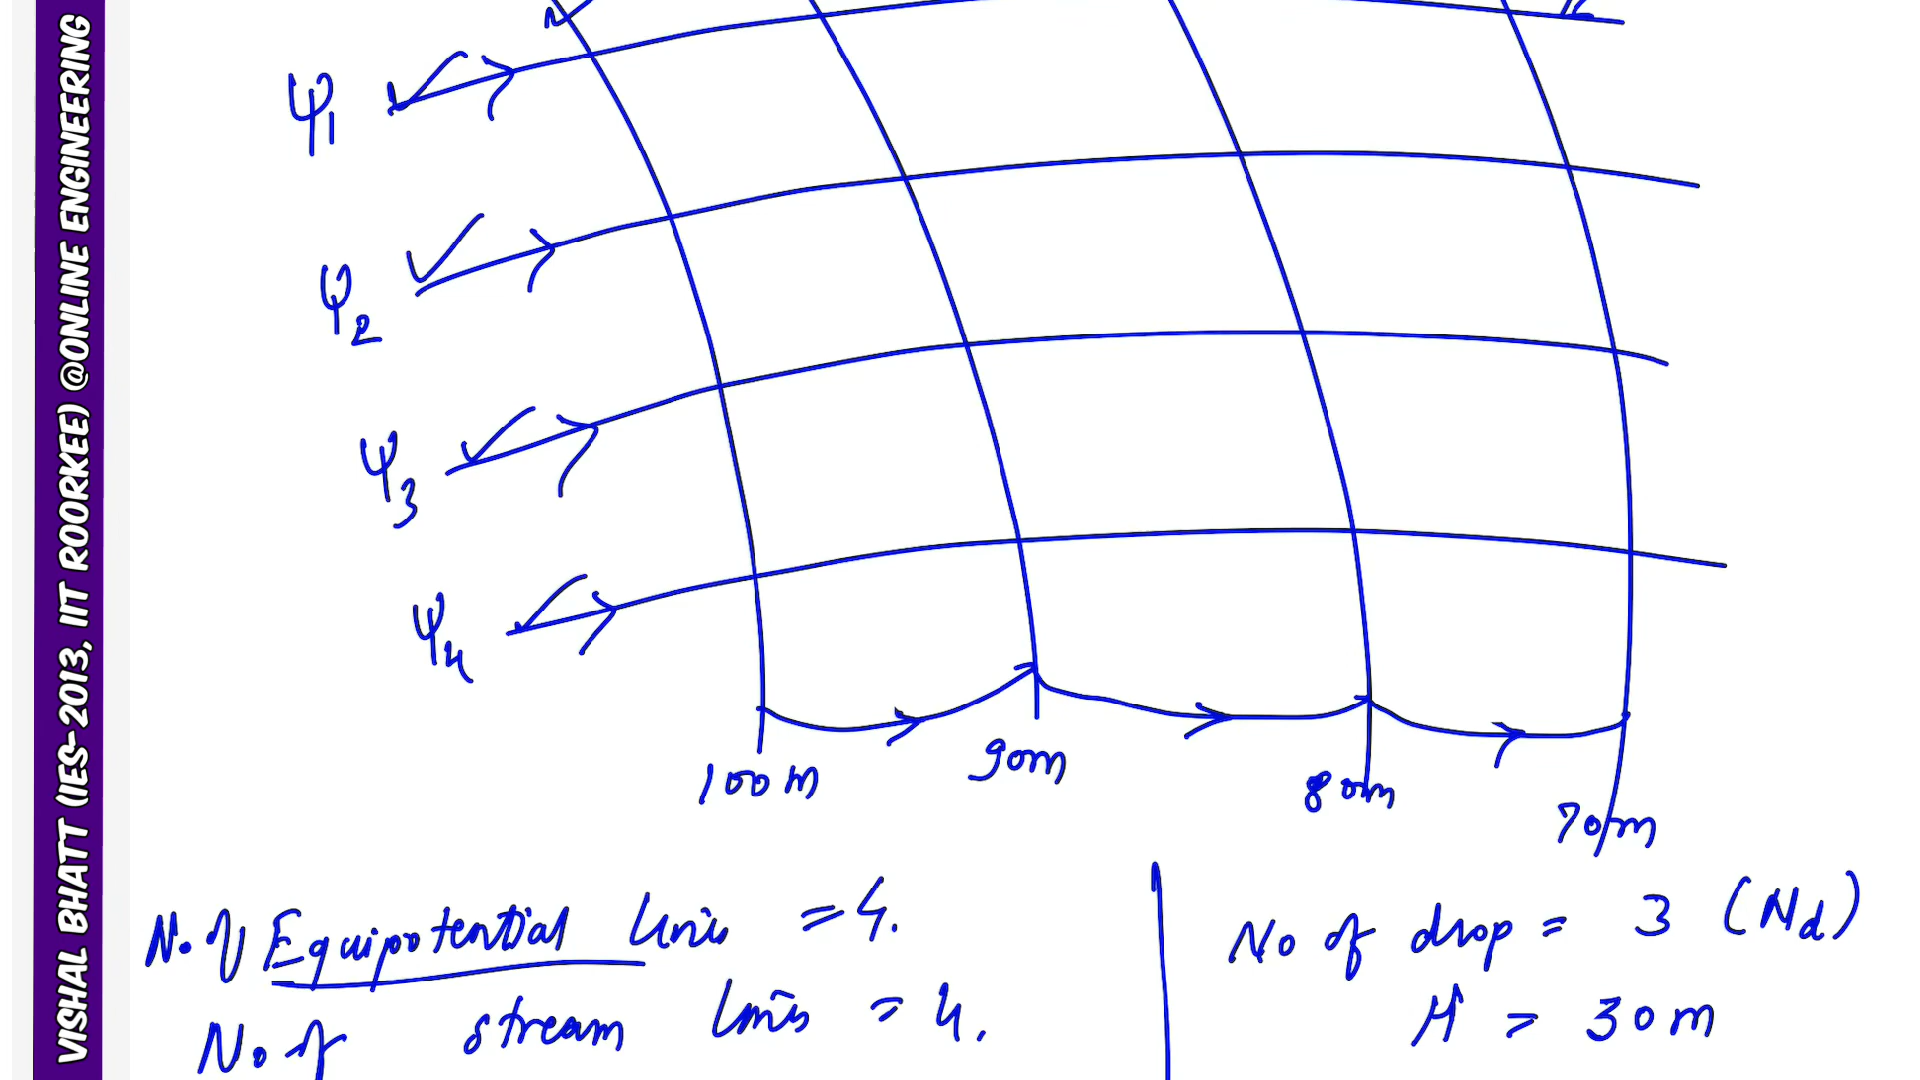 VISHAL BHATT (IES-2013, IIT ROORKEE) @ONLINE ENGINEERING
ψ1
ψ2
ψ3
ψ4
100m
90m
80m
70m
No. of Equipotential Lines = 4.
No of stream Lines = 4.
No of drop = 3 (Nd)
H = 30m